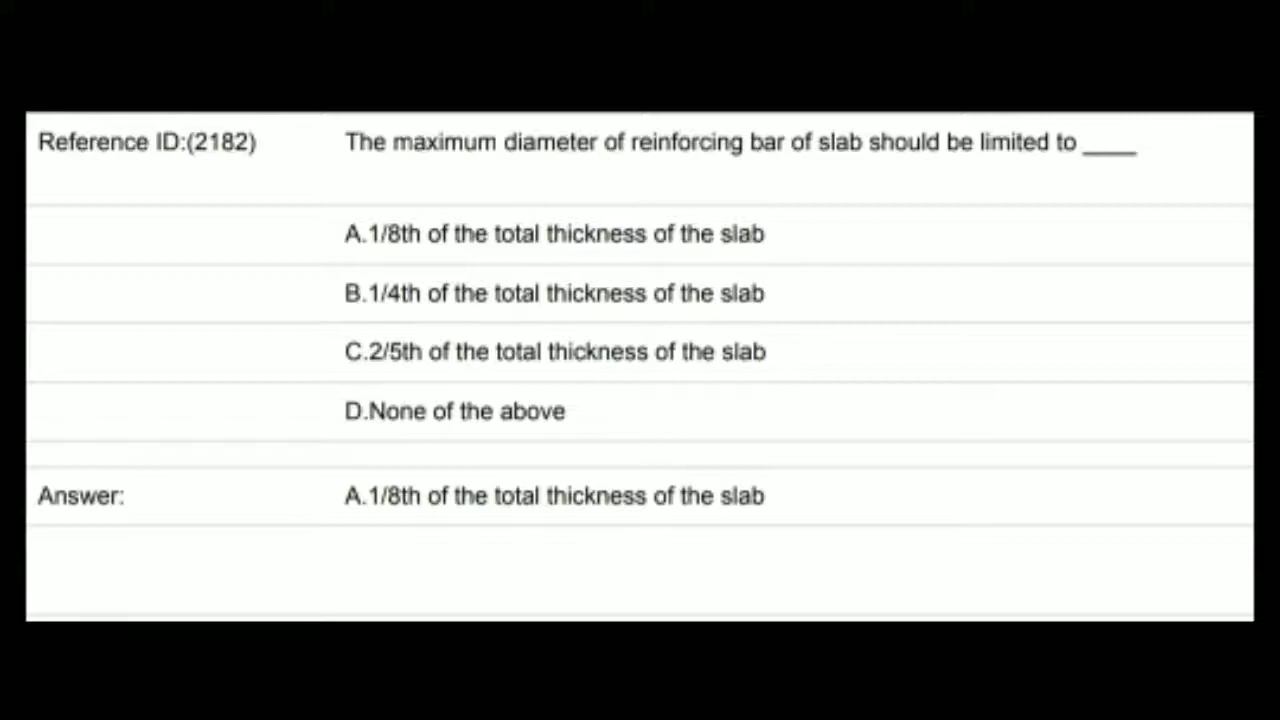 Reference ID:(2182) The maximum diameter of reinforcing bar of slab should be limited to ____
A.1/8th of the total thickness of the slab
B.1/4th of the total thickness of the slab
C.2/5th of the total thickness of the slab
D.None of the above
Answer: A.1/8th of the total thickness of the slab